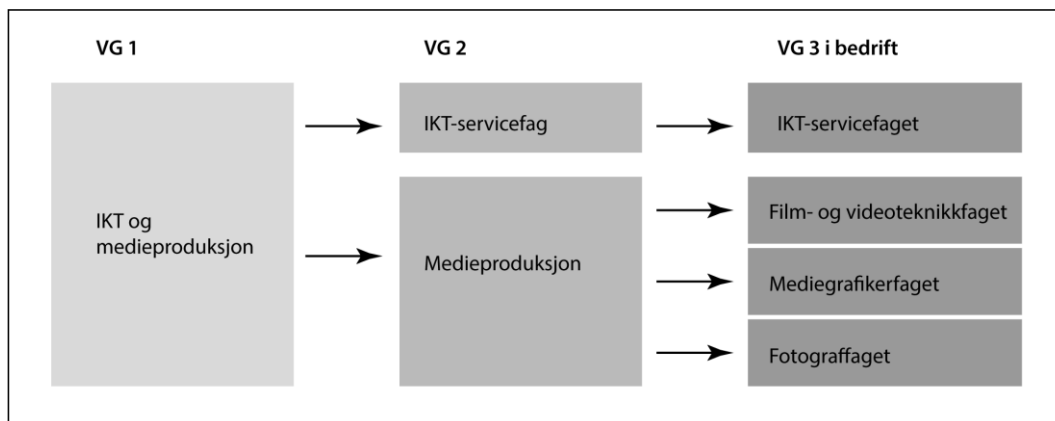 VG 1
VG 2
VG 3 i bedrift
IKT og
medieproduksjon
IKT-servicefag
Medieproduksjon
IKT-servicefaget
Film- og videoteknikkfaget
Mediegrafikerfaget
Fotograffaget